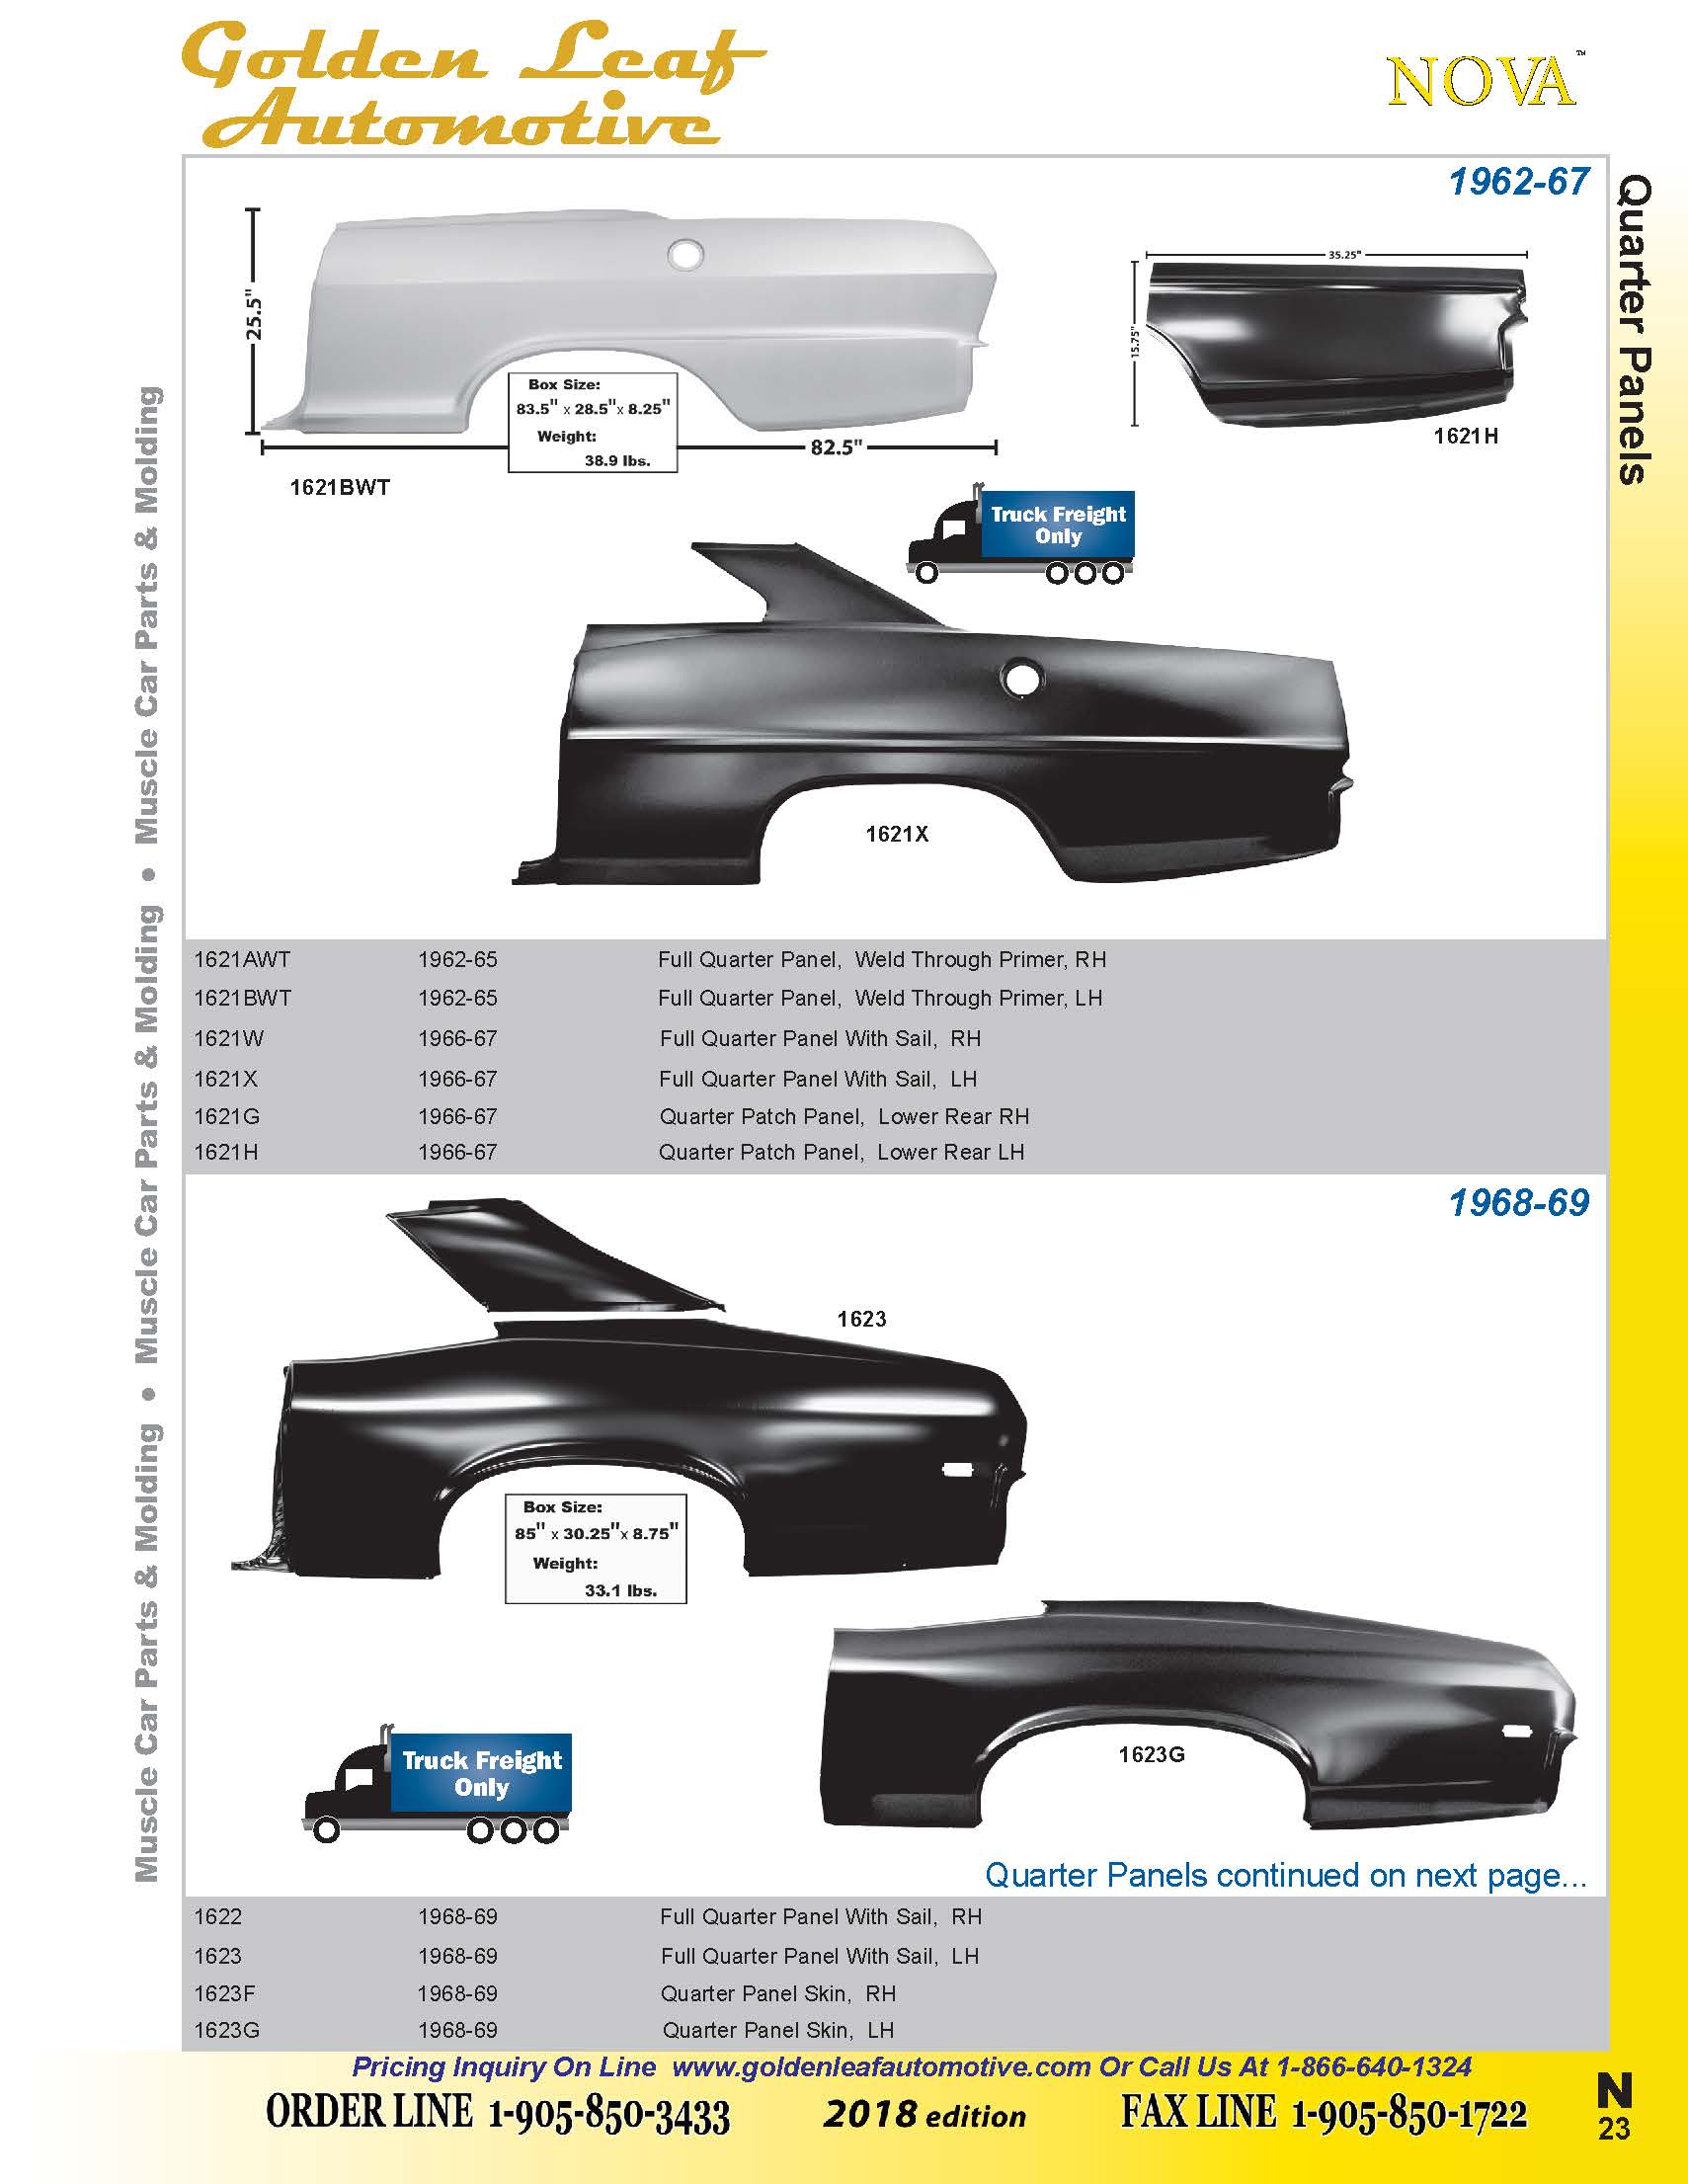 Golden Leaf
Automotive
NOVA™
1962-67
Quarter Panels
25.5"
Box Size:
83.5" x 28.5"x 8.25"
Weight:
38.9 lbs.
82.5"
1621BWT
35.25"
15.75"
1621H
Truck Freight
Only
1621X
1621AWT 1962-65 Full Quarter Panel, Weld Through Primer, RH
1621BWT 1962-65 Full Quarter Panel, Weld Through Primer, LH
1621W 1966-67 Full Quarter Panel With Sail, RH
1621X 1966-67 Full Quarter Panel With Sail, LH
1621G 1966-67 Quarter Patch Panel, Lower Rear RH
1621H 1966-67 Quarter Patch Panel, Lower Rear LH
1968-69
1623
Box Size:
85" x 30.25"x 8.75"
Weight:
33.1 lbs.
1623G
Truck Freight
Only
Quarter Panels continued on next page...
1622 1968-69 Full Quarter Panel With Sail, RH
1623 1968-69 Full Quarter Panel With Sail, LH
1623F 1968-69 Quarter Panel Skin, RH
1623G 1968-69 Quarter Panel Skin, LH
Muscle Car Parts & Molding • Muscle Car Parts & Molding • Muscle Car Parts & Molding
Pricing Inquiry On Line www.goldenleafautomotive.com Or Call Us At 1-866-640-1324
ORDER LINE 1-905-850-3433 2018 edition FAX LINE 1-905-850-1722
N
23